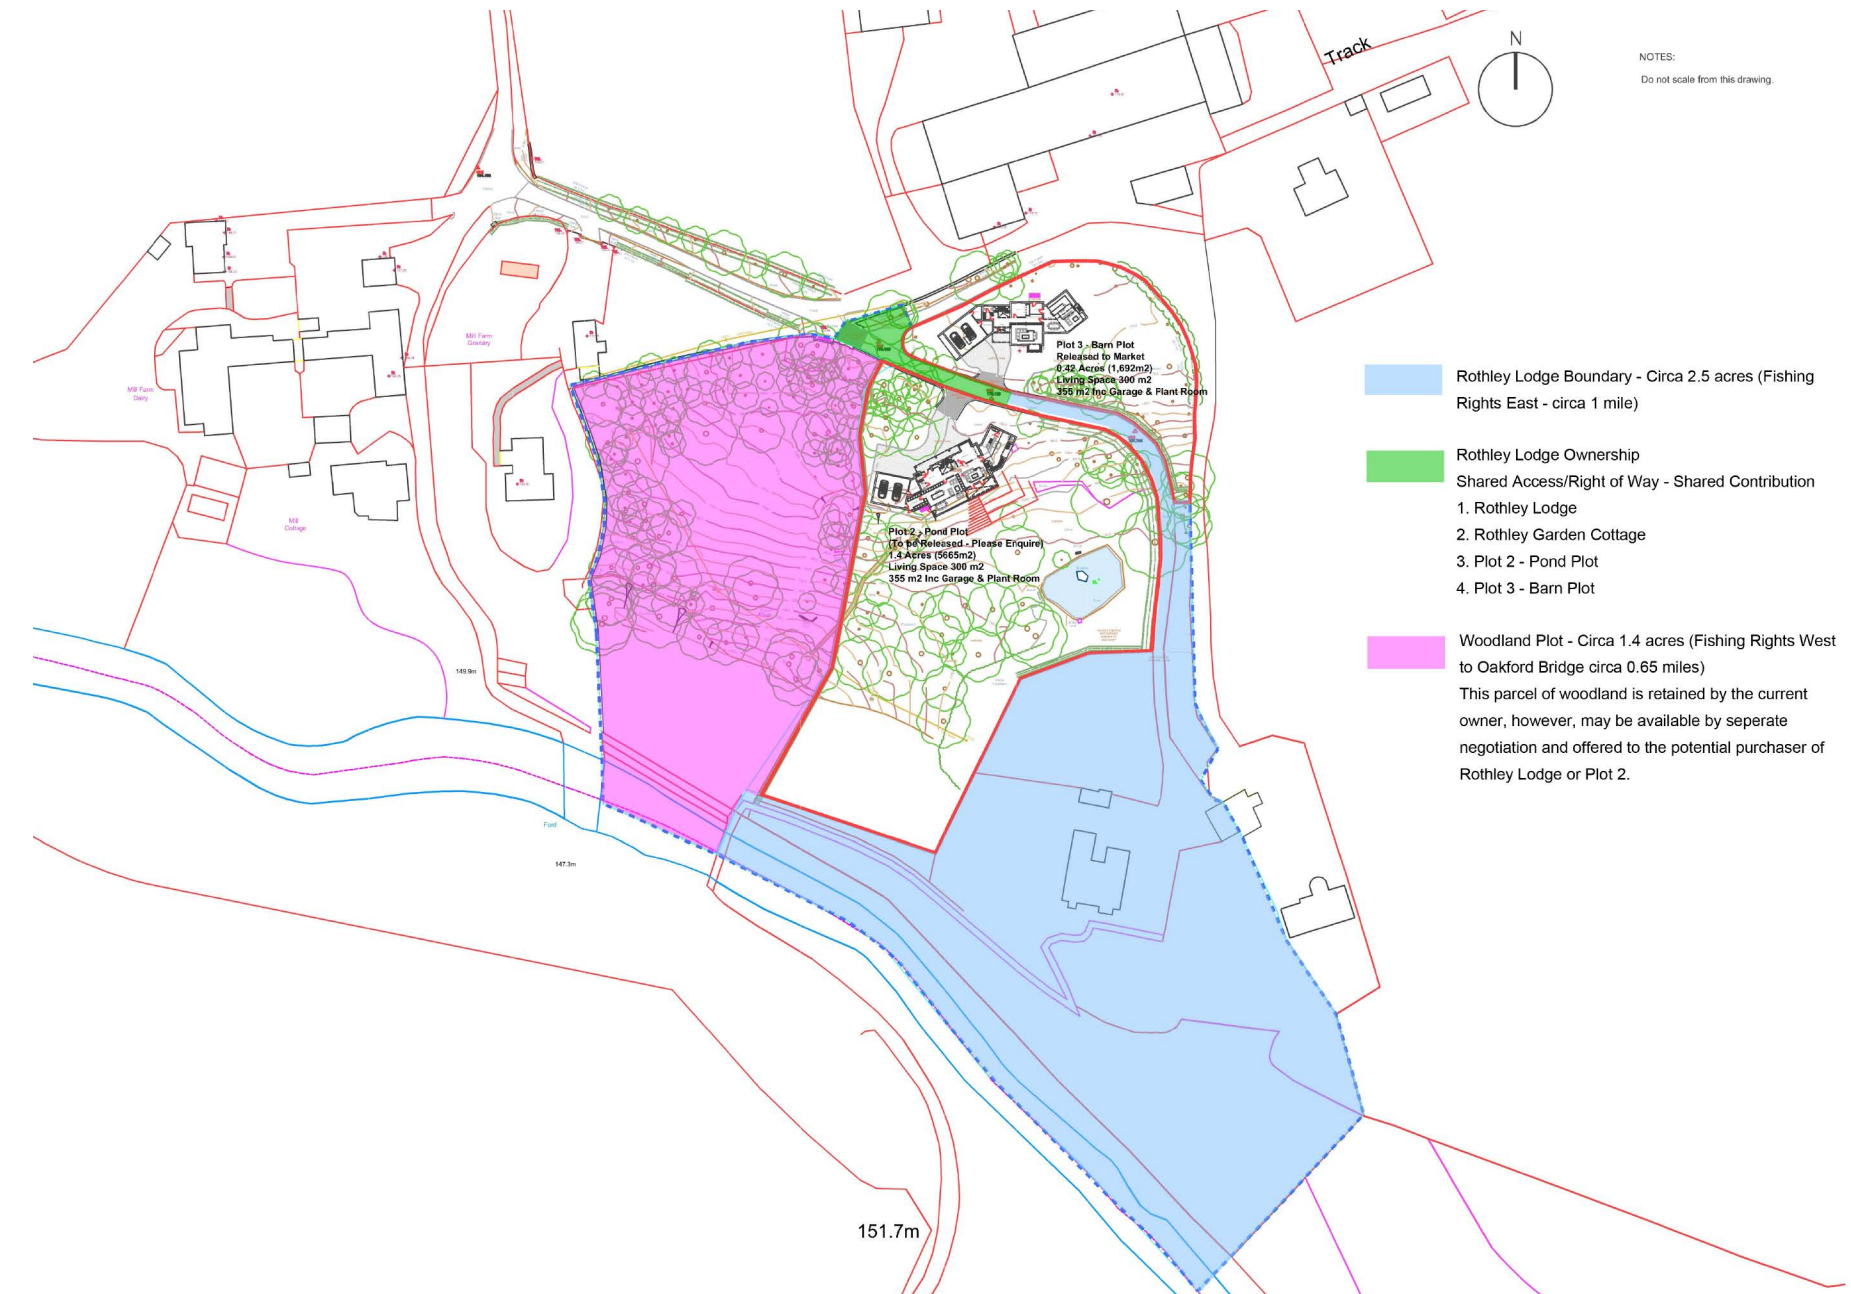 Track
N
NOTES:
Do not scale from this drawing.
Mill Farm
Granary
Mill Farm
Dairy
Mill
Cottage
Plot 3 - Barn Plot
Released to Market
0.42 Acres (1,692m2)
Living Space 300 m2
355 m2 Inc Garage & Plant Room
Plot 2 - Pond Plot
(To be Released - Please Enquire)
1.4 Acres (5665m2)
Living Space 300 m2
355 m2 Inc Garage & Plant Room
149.9m
Ford
147.3m
151.7m
Rothley Lodge Boundary - Circa 2.5 acres (Fishing
Rights East - circa 1 mile)
Rothley Lodge Ownership
Shared Access/Right of Way - Shared Contribution
1. Rothley Lodge
2. Rothley Garden Cottage
3. Plot 2 - Pond Plot
4. Plot 3 - Barn Plot
Woodland Plot - Circa 1.4 acres (Fishing Rights West
to Oakford Bridge circa 0.65 miles)
This parcel of woodland is retained by the current
owner, however, may be available by seperate
negotiation and offered to the potential purchaser of
Rothley Lodge or Plot 2.